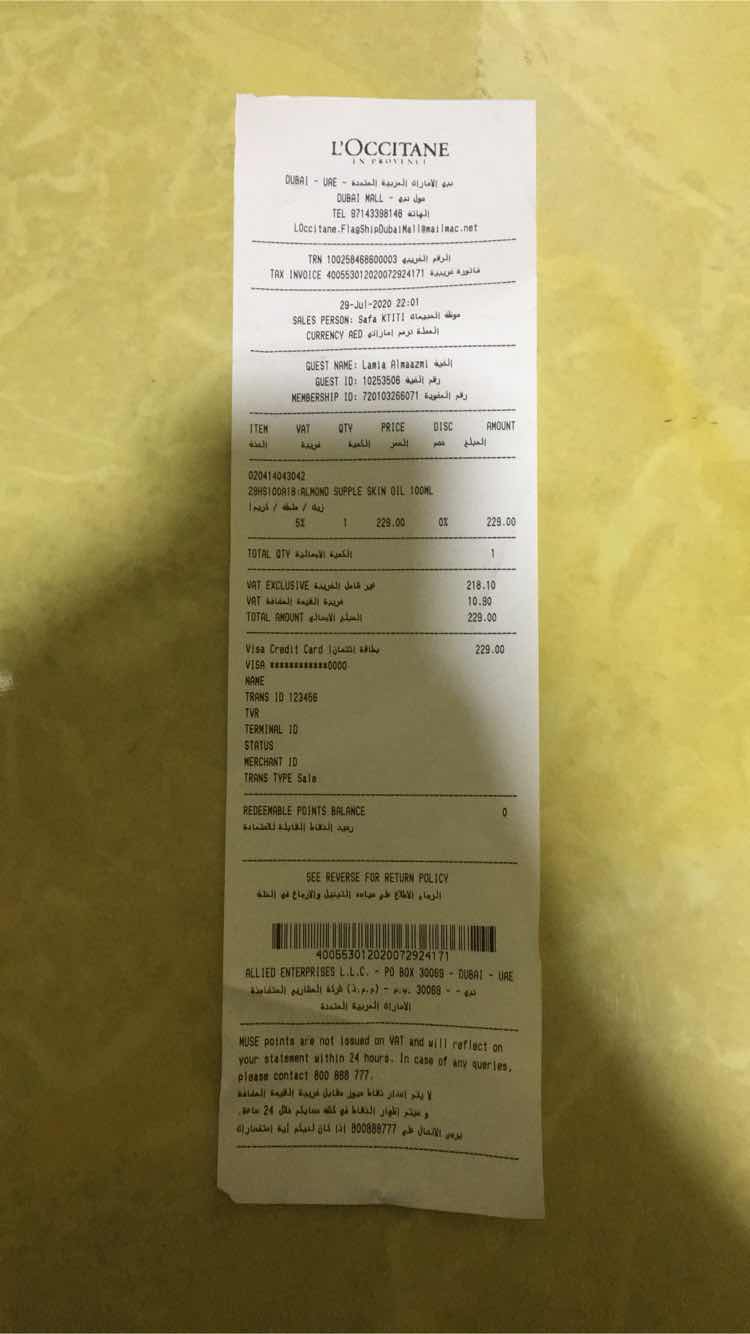 L'OCCITANE
EN PROVENCE
DUBAI - UAE - دبي الامارات العربية المتحدة
DUBAI MALL - مول دبي
TEL 97143398146 الهاتف
LOccitane.FlagShipDubaiMall@mailmac.net
TRN 100258468600003 الرقم الضريبي
TAX INVOICE 400553012020072924171 فاتورة ضريبية
29-Jul-2020 22:01
SALES PERSON: Safa KTITI موظف المبيعات
CURRENCY AED العملة درهم إماراتي
GUEST NAME: Lamia Almaazmi الضيف
GUEST ID: 10253506 رقم الضيف
MEMBERSHIP ID: 720103266071 رقم العضوية
ITEM VAT QTY PRICE DISC AMOUNT
ضريبة الكمية السعر خصم المبلغ
020414043042
29HS100A18:ALMOND SUPPLE SKIN OIL 100ML
5% 1 229.00 0% 229.00
TOTAL QTY الكمية الاجمالية 1
VAT EXCLUSIVE غير شامل الضريبة 218.10
VAT ضريبة القيمة المضافة 10.90
TOTAL AMOUNT المبلغ الاجمالي 229.00
Visa Credit Card بطاقة إئتمان 229.00
VISA ************0000
NAME
TRANS ID 123456
TVR
TERMINAL ID
STATUS
MERCHANT ID
TRANS TYPE Sale
REDEEMABLE POINTS BALANCE 0
رصيد النقاط القابلة للاستفادة
SEE REVERSE FOR RETURN POLICY
الرجاء الاطلاع على سياسة التبديل والارجاع في الخلف
400553012020072924171
ALLIED ENTERPRISES L.L.C. - PO BOX 30069 - DUBAI - UAE
شركة المشاريع المتضامنة (ذ.م.م) - ص.ب. 30069 - دبي -
الامارات العربية المتحدة
MUSE points are not issued on VAT and will reflect on
your statement within 24 hours. In case of any queries,
please contact 800 888 777.
لا يتم إصدار نقاط ميوز مقابل ضريبة القيمة المضافة
و سيتم إظهار النقاط في كشف حسابكم خلال 24 ساعة.
يرجى الاتصال على 800888777 إذا كان لديكم أية إستفسارات